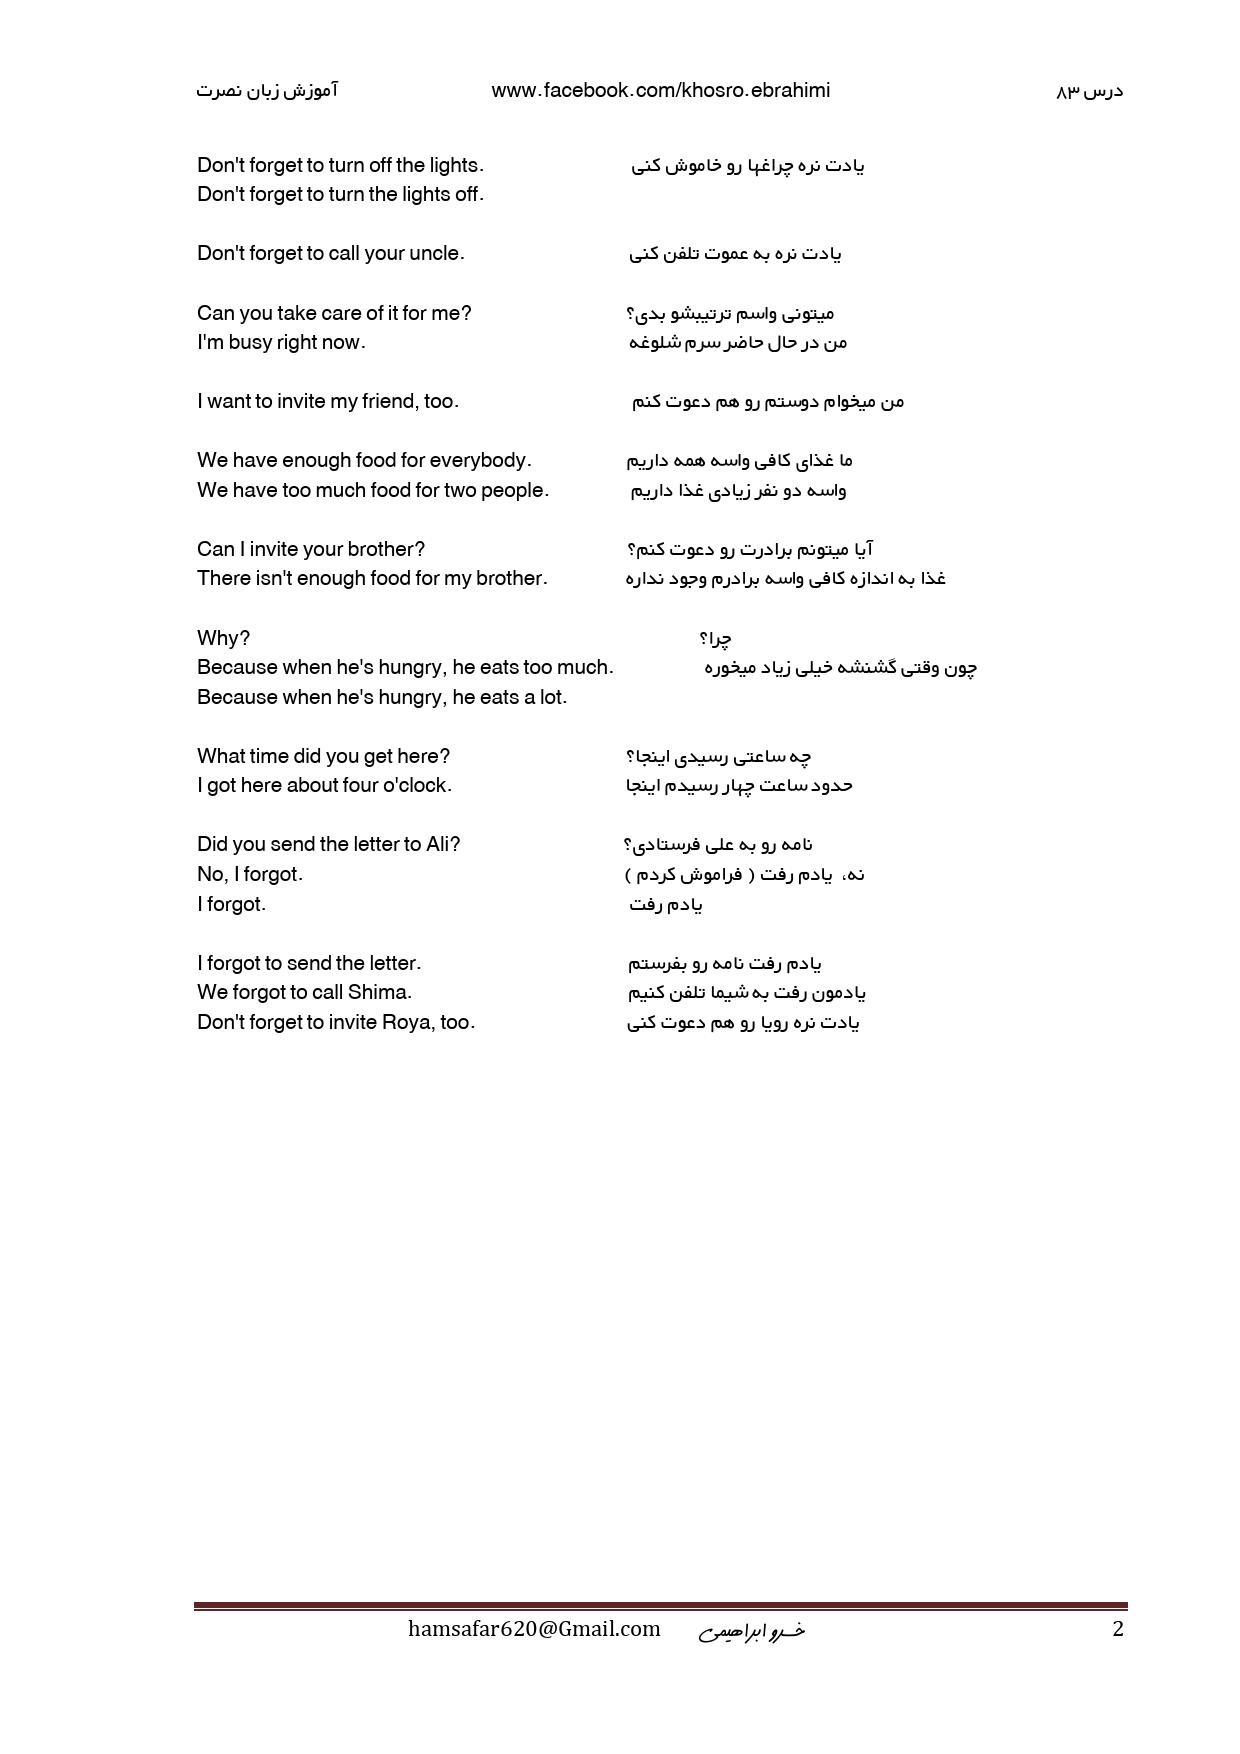 آموزش زبان نصرت www.facebook.com/khosro.ebrahimi درس ۸۳
Don't forget to turn off the lights. یادت نره چراغها رو خاموش کنی
Don't forget to turn the lights off.
Don't forget to call your uncle. یادت نره به عموت تلفن کنی
Can you take care of it for me? میتونی واسم ترتیبشو بدی؟
I'm busy right now. من در حال حاضر سرم شلوغه
I want to invite my friend, too. من میخوام دوستم رو هم دعوت کنم
We have enough food for everybody. ما غذای کافی واسه همه داریم
We have too much food for two people. واسه دو نفر زیادی غذا داریم
Can I invite your brother? آیا میتونم برادرت رو دعوت کنم؟
There isn't enough food for my brother. غذا به اندازه کافی واسه برادرم وجود نداره
Why? چرا؟
Because when he's hungry, he eats too much. چون وقتی گشنشه خیلی زیاد میخوره
Because when he's hungry, he eats a lot.
What time did you get here? چه ساعتی رسیدی اینجا؟
I got here about four o'clock. حدود ساعت چهار رسیدم اینجا
Did you send the letter to Ali? نامه رو به علی فرستادی؟
No, I forgot. نه، یادم رفت ( فراموش کردم )
I forgot. یادم رفت
I forgot to send the letter. یادم رفت نامه رو بفرستم
We forgot to call Shima. یادمون رفت به شیما تلفن کنیم
Don't forget to invite Roya, too. یادت نره رویا رو هم دعوت کنی
hamsafar620@Gmail.com خسرو ابراهیمی 2